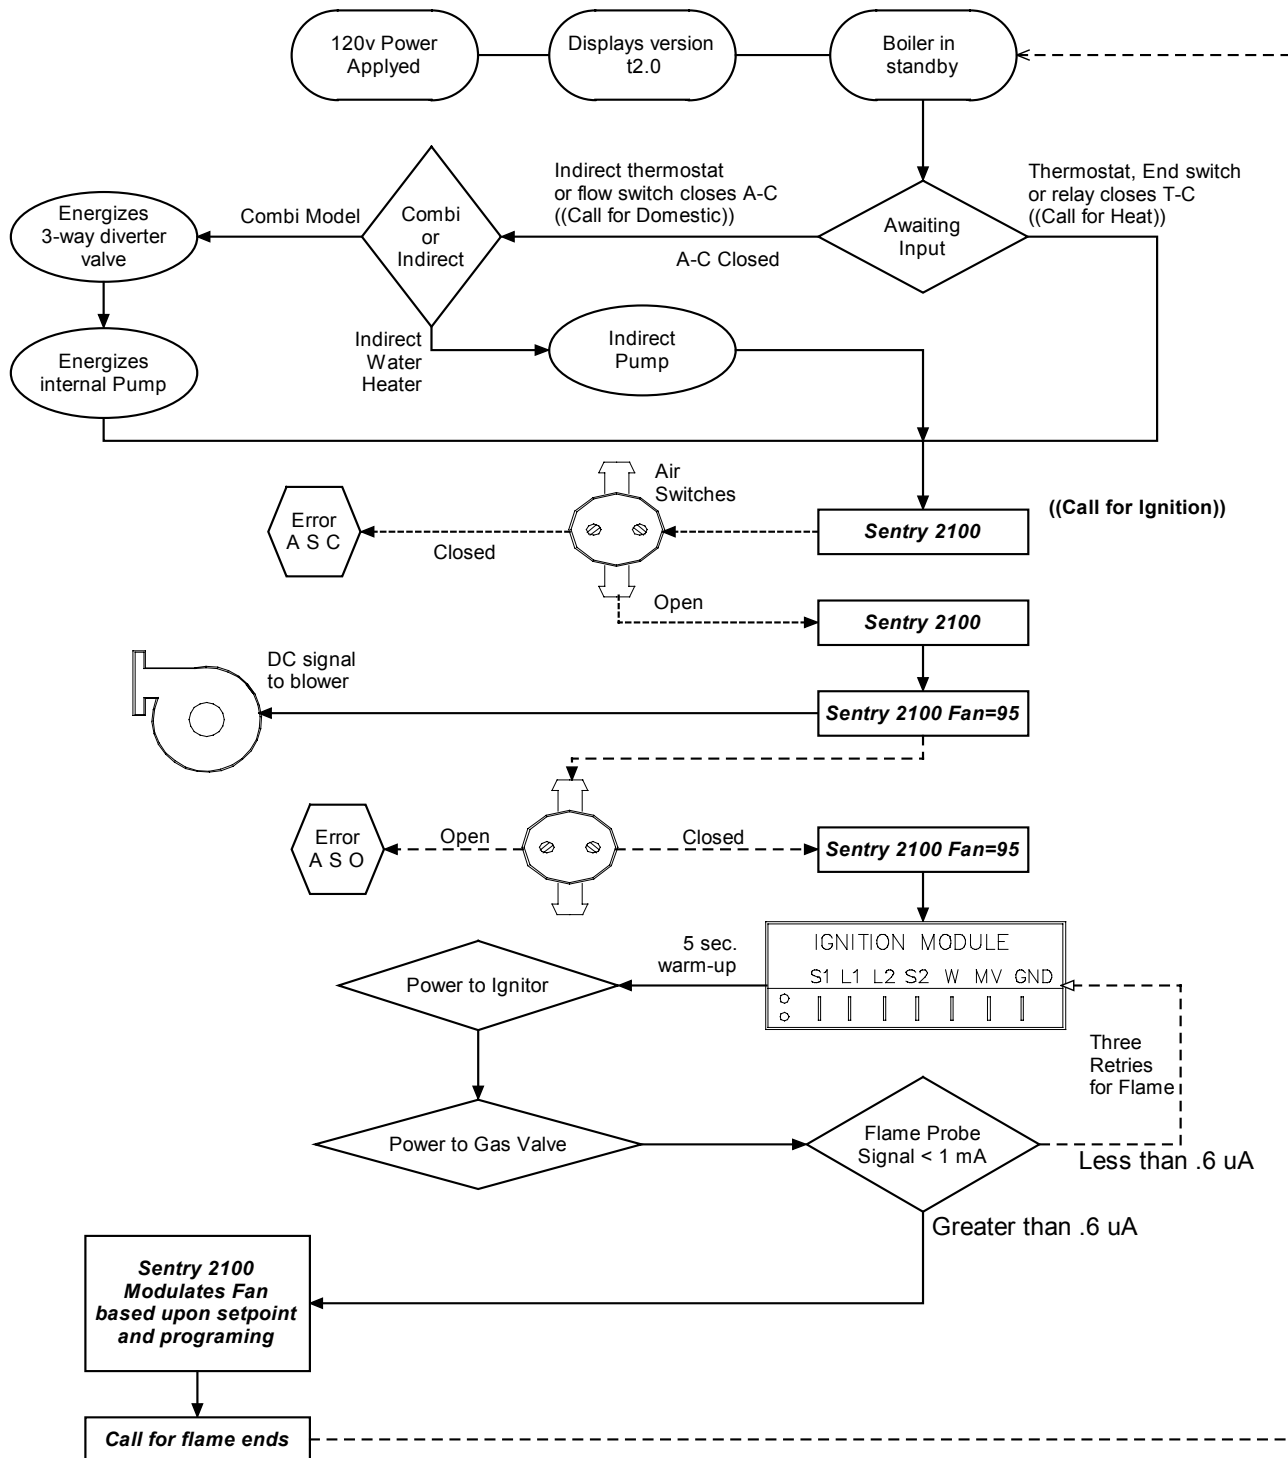 120v Power
Applyed
Displays version
t2.0
Boiler in
standby
Indirect thermostat
or flow switch closes A-C
((Call for Domestic))
Thermostat, End switch
or relay closes T-C
((Call for Heat))
Energizes
3-way diverter
valve
Combi Model
Combi
or
Indirect
A-C Closed
Awaiting
Input
Energizes
internal Pump
Indirect
Water
Heater
Indirect
Pump
Air
Switches
Error
A S C
Closed
Sentry 2100
((Call for Ignition))
Open
Sentry 2100
DC signal
to blower
Sentry 2100 Fan=95
Error
A S O
Open
Closed
Sentry 2100 Fan=95
5 sec.
warm-up
IGNITION MODULE
S1 L1 L2 S2 W MV GND
Power to Ignitor
Three
Retries
for Flame
Power to Gas Valve
Flame Probe
Signal < 1 mA
Less than .6 uA
Greater than .6 uA
Sentry 2100
Modulates Fan
based upon setpoint
and programing
Call for flame ends